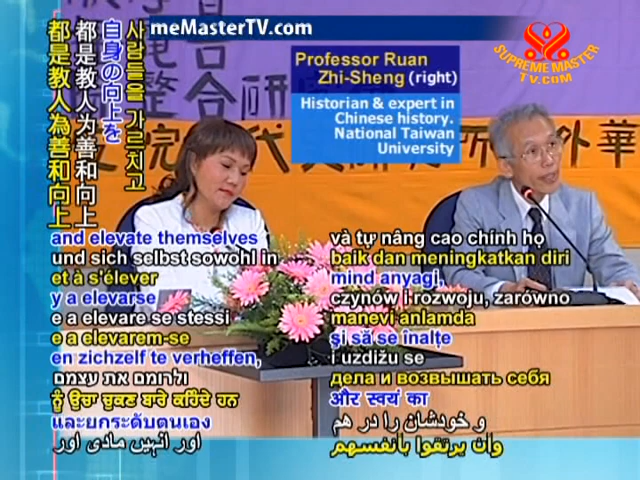 meMasterTV.com
SUPREME MASTER
TV.COM
Professor Ruan
Zhi-Sheng (right)
Historian & expert in
Chinese history.
National Taiwan
University
사람들을 가르치고
自身の向上を
都是教人为善和向上
都是教人為善和向上
and elevate themselves
und sich selbst sowohl in
et à s'élever
y a elevarse
e a elevare se stessi
e a elevarem-se
en zichzelf te verheffen,
ולרומם את עצמם
ਨੂੰ ਉਚਾ ਚੁਕਣ ਬਾਰੇ ਕਹਿੰਦੇ ਹਨ
และยกระดับตนเอง
اور انہیں مادی اور
và tự nâng cao chính họ
baik dan meningkatkan diri
mind anyagi,
czynów i rozwoju, zarówno
manevi anlamda
şi să se înalţe
i uzdižu se
дела и возвышать себя
और स्वयं का
و خودشان را در هم
وأن يرتقوا بأنفسهم